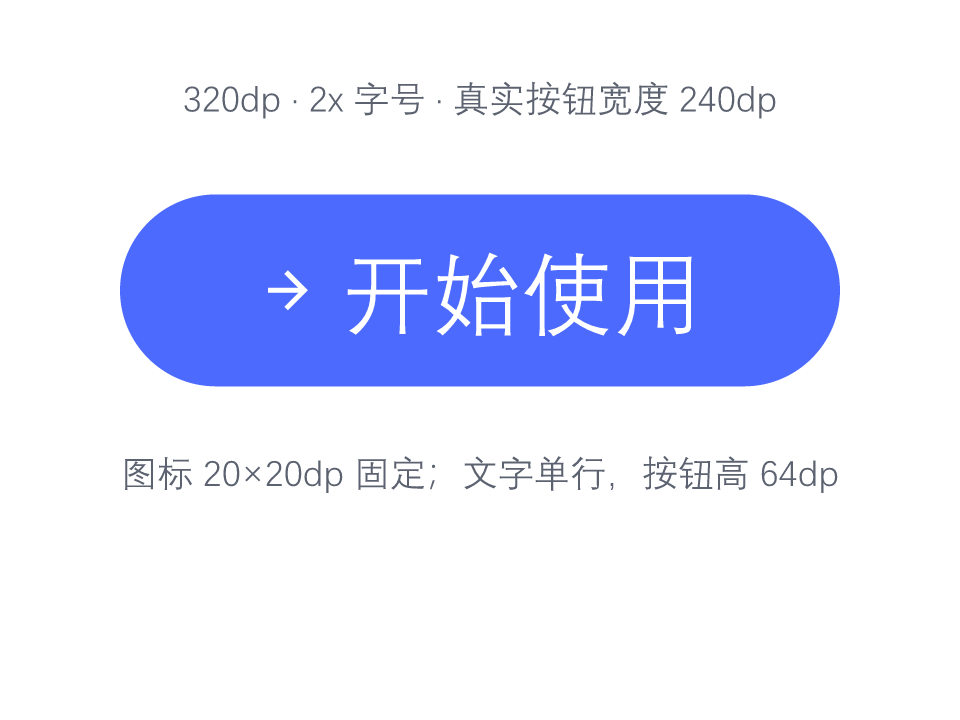 320dp · 2x 字号 · 真实按钮宽度 240dp
→ 开始使用
图标 20×20dp 固定；文字单行，按钮高 64dp